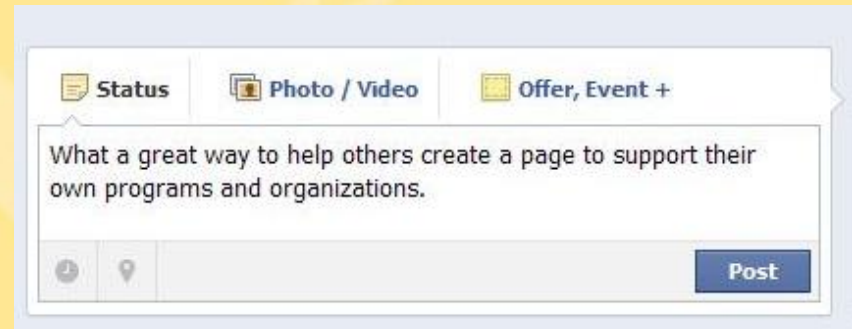 Status Photo / Video Offer, Event +
What a great way to help others create a page to support their
own programs and organizations.
Post